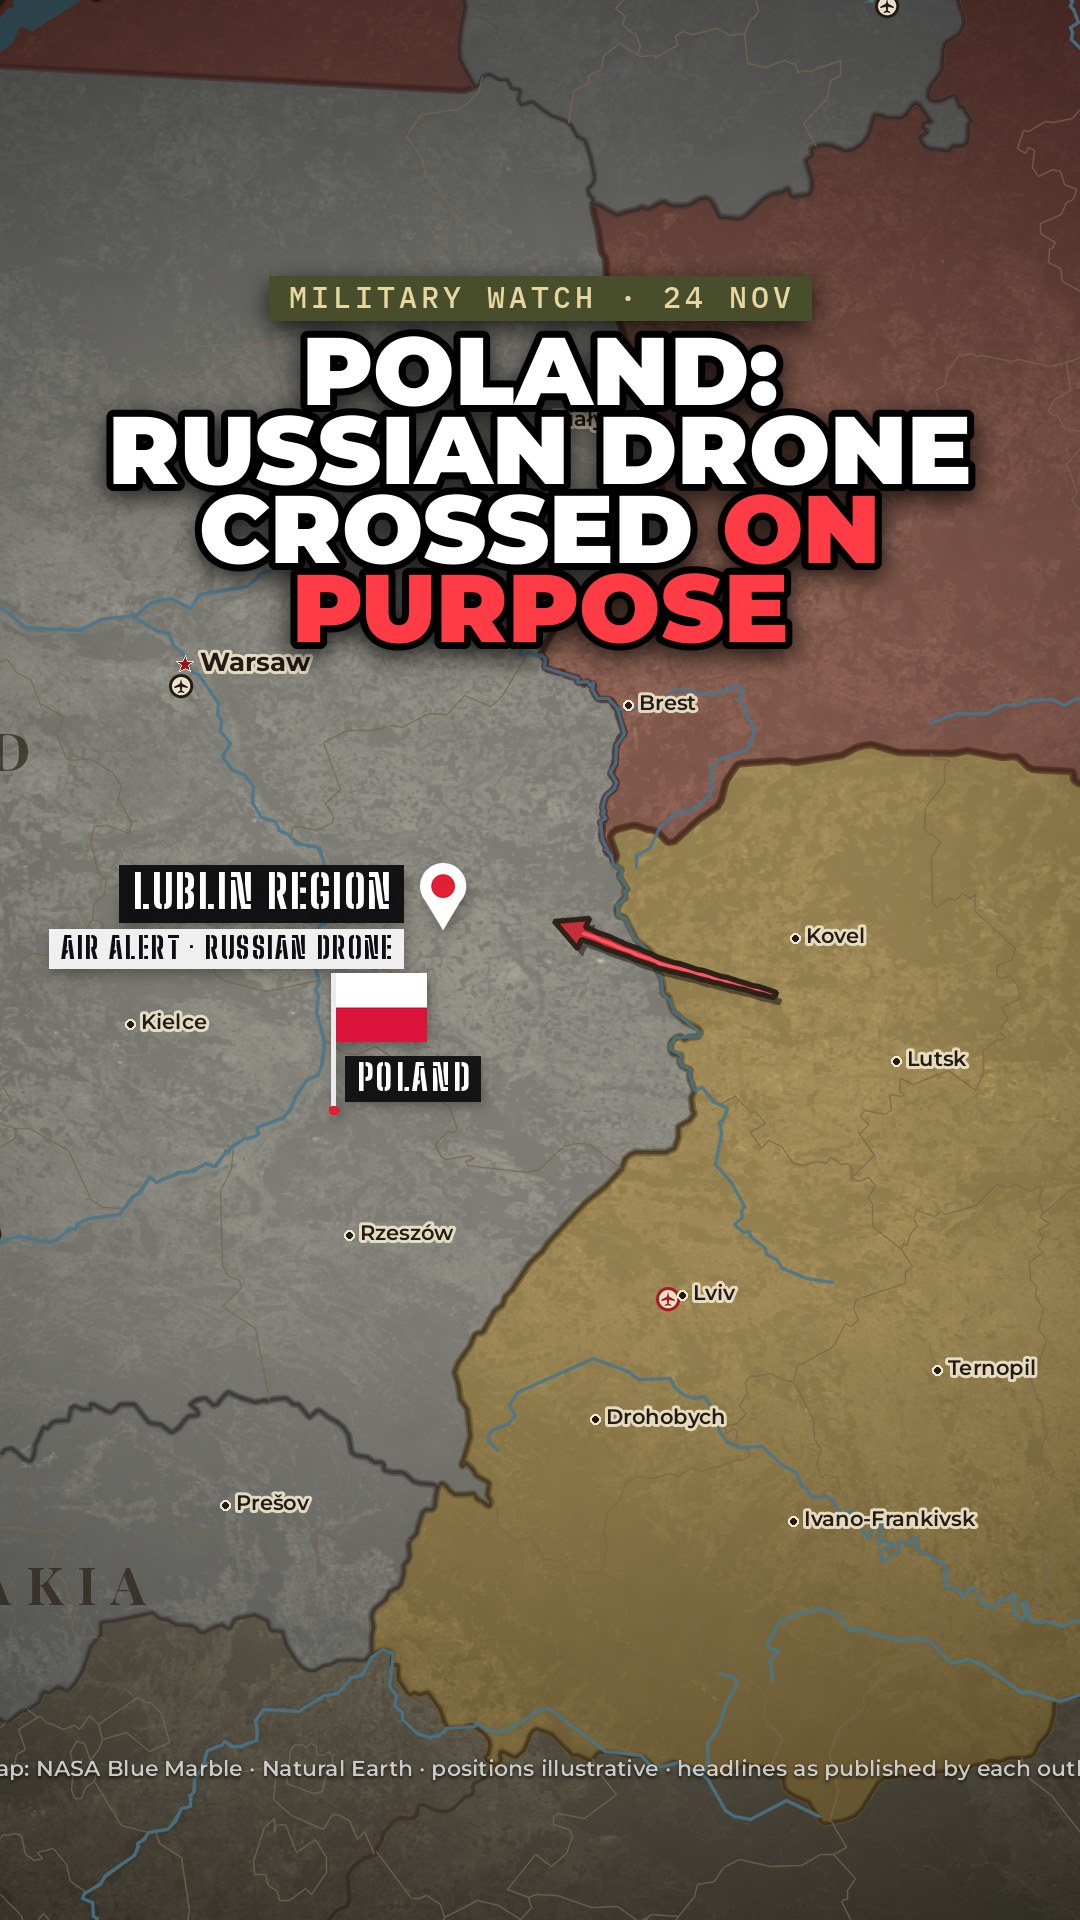 MILITARY WATCH · 24 NOV
POLAND:
RUSSIAN DRONE
CROSSED ON
PURPOSE
Warsaw
Brest
D
LUBLIN REGION
AIR ALERT · RUSSIAN DRONE
Kovel
Kielce
Lutsk
POLAND
Rzeszów
Lviv
Ternopil
Drohobych
Prešov
Ivano-Frankivsk
AKIA
ap: NASA Blue Marble · Natural Earth · positions illustrative · headlines as published by each outl